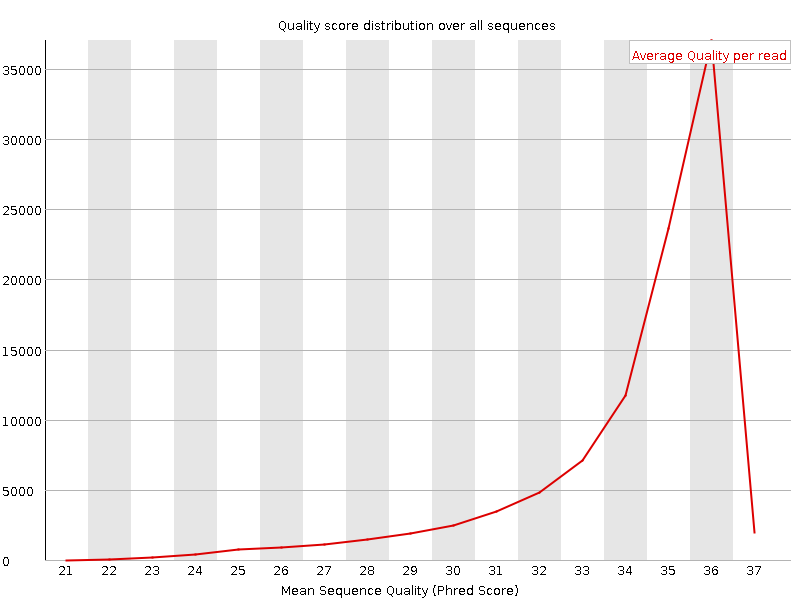 Quality score distribution over all sequences
Average Quality per read
35000
30000
25000
20000
15000
10000
5000
0
21 22 23 24 25 26 27 28 29 30 31 32 33 34 35 36 37
Mean Sequence Quality (Phred Score)